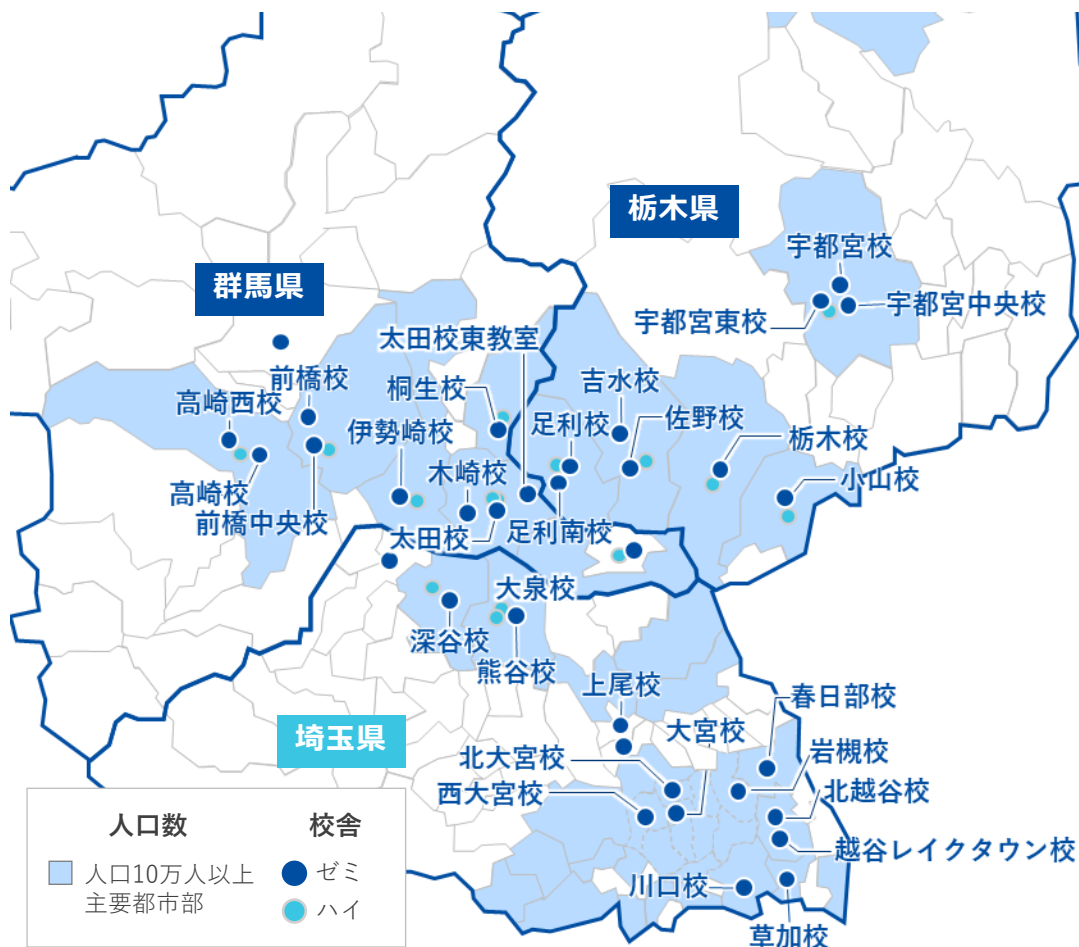 栃木県
宇都宮校
群馬県
宇都宮中央校
宇都宮東校
太田校東教室
前橋校
桐生校
吉水校
高崎西校
足利校
佐野校
伊勢崎校
栃木校
木崎校
小山校
高崎校
前橋中央校
太田校
足利南校
大泉校
深谷校
熊谷校
上尾校
春日部校
埼玉県
大宮校
北大宮校
岩槻校
西大宮校
北越谷校
越谷レイクタウン校
川口校
草加校
人口数
校舎
人口10万人以上
主要都市部
ゼミ
ハイ